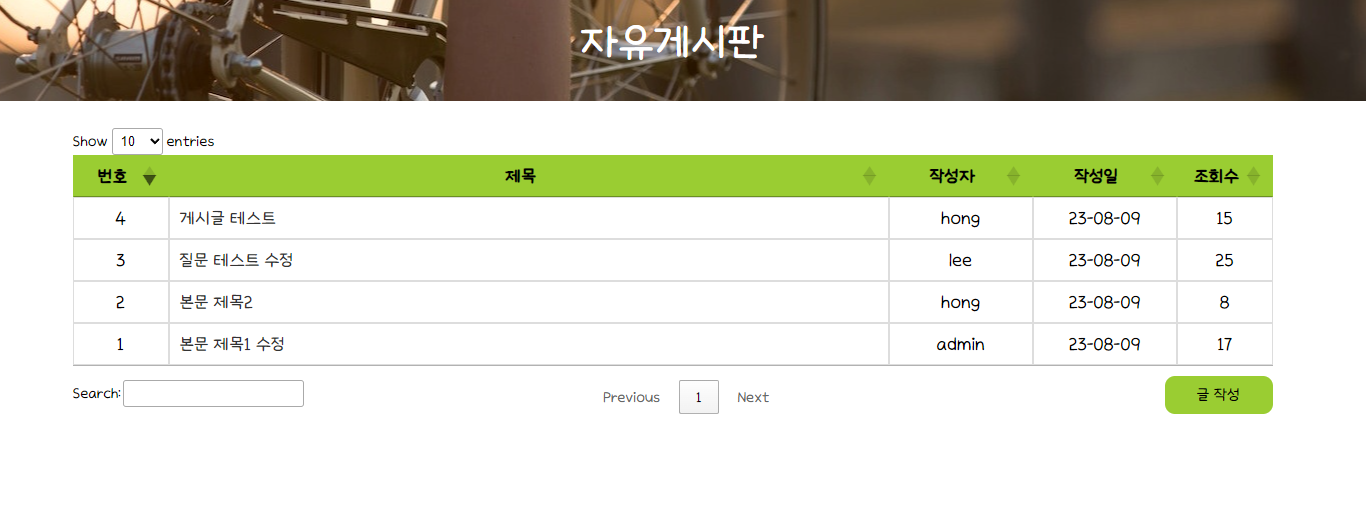 자유게시판
Show 10 entries
번호 제목 작성자 작성일 조회수
4 게시글 테스트 hong 23-08-09 15
3 질문 테스트 수정 lee 23-08-09 25
2 본문 제목2 hong 23-08-09 8
1 본문 제목1 수정 admin 23-08-09 17
Search: Previous 1 Next 글 작성